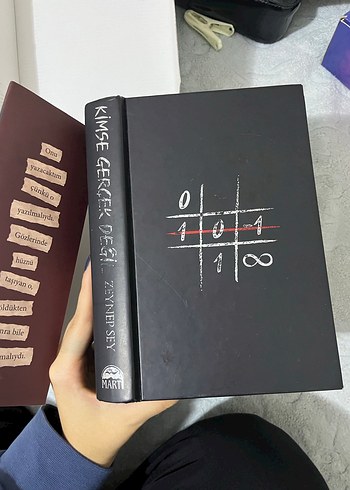 Onu
yazacaktım
çünkü o
yazılmalıydı.
Gözlerinde
hüznü
taşıyan o,
öldükten
nra bile
malıydı.
KİMSE GERÇEK DEĞİL
ZEYNEP SEY
MARTI
0
1 0 -1
1 ∞